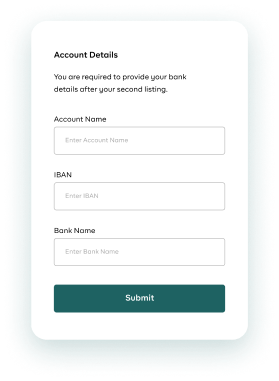 Account Details
You are required to provide your bank
details after your second listing.
Account Name
Enter Account Name
IBAN
Enter IBAN
Bank Name
Enter Bank Name
Submit